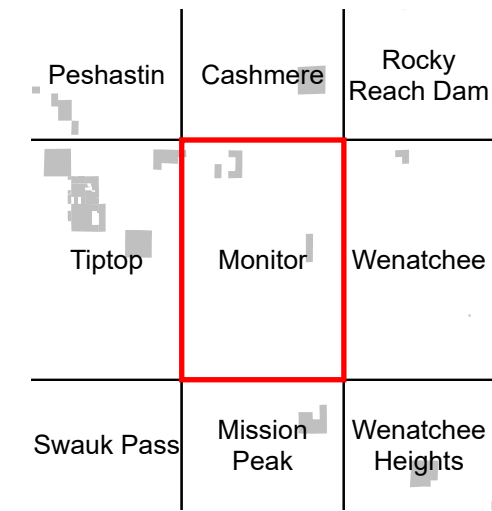 Peshastin
Cashmere
Rocky
Reach Dam
Tiptop
Monitor
Wenatchee
Swauk Pass
Mission
Peak
Wenatchee
Heights